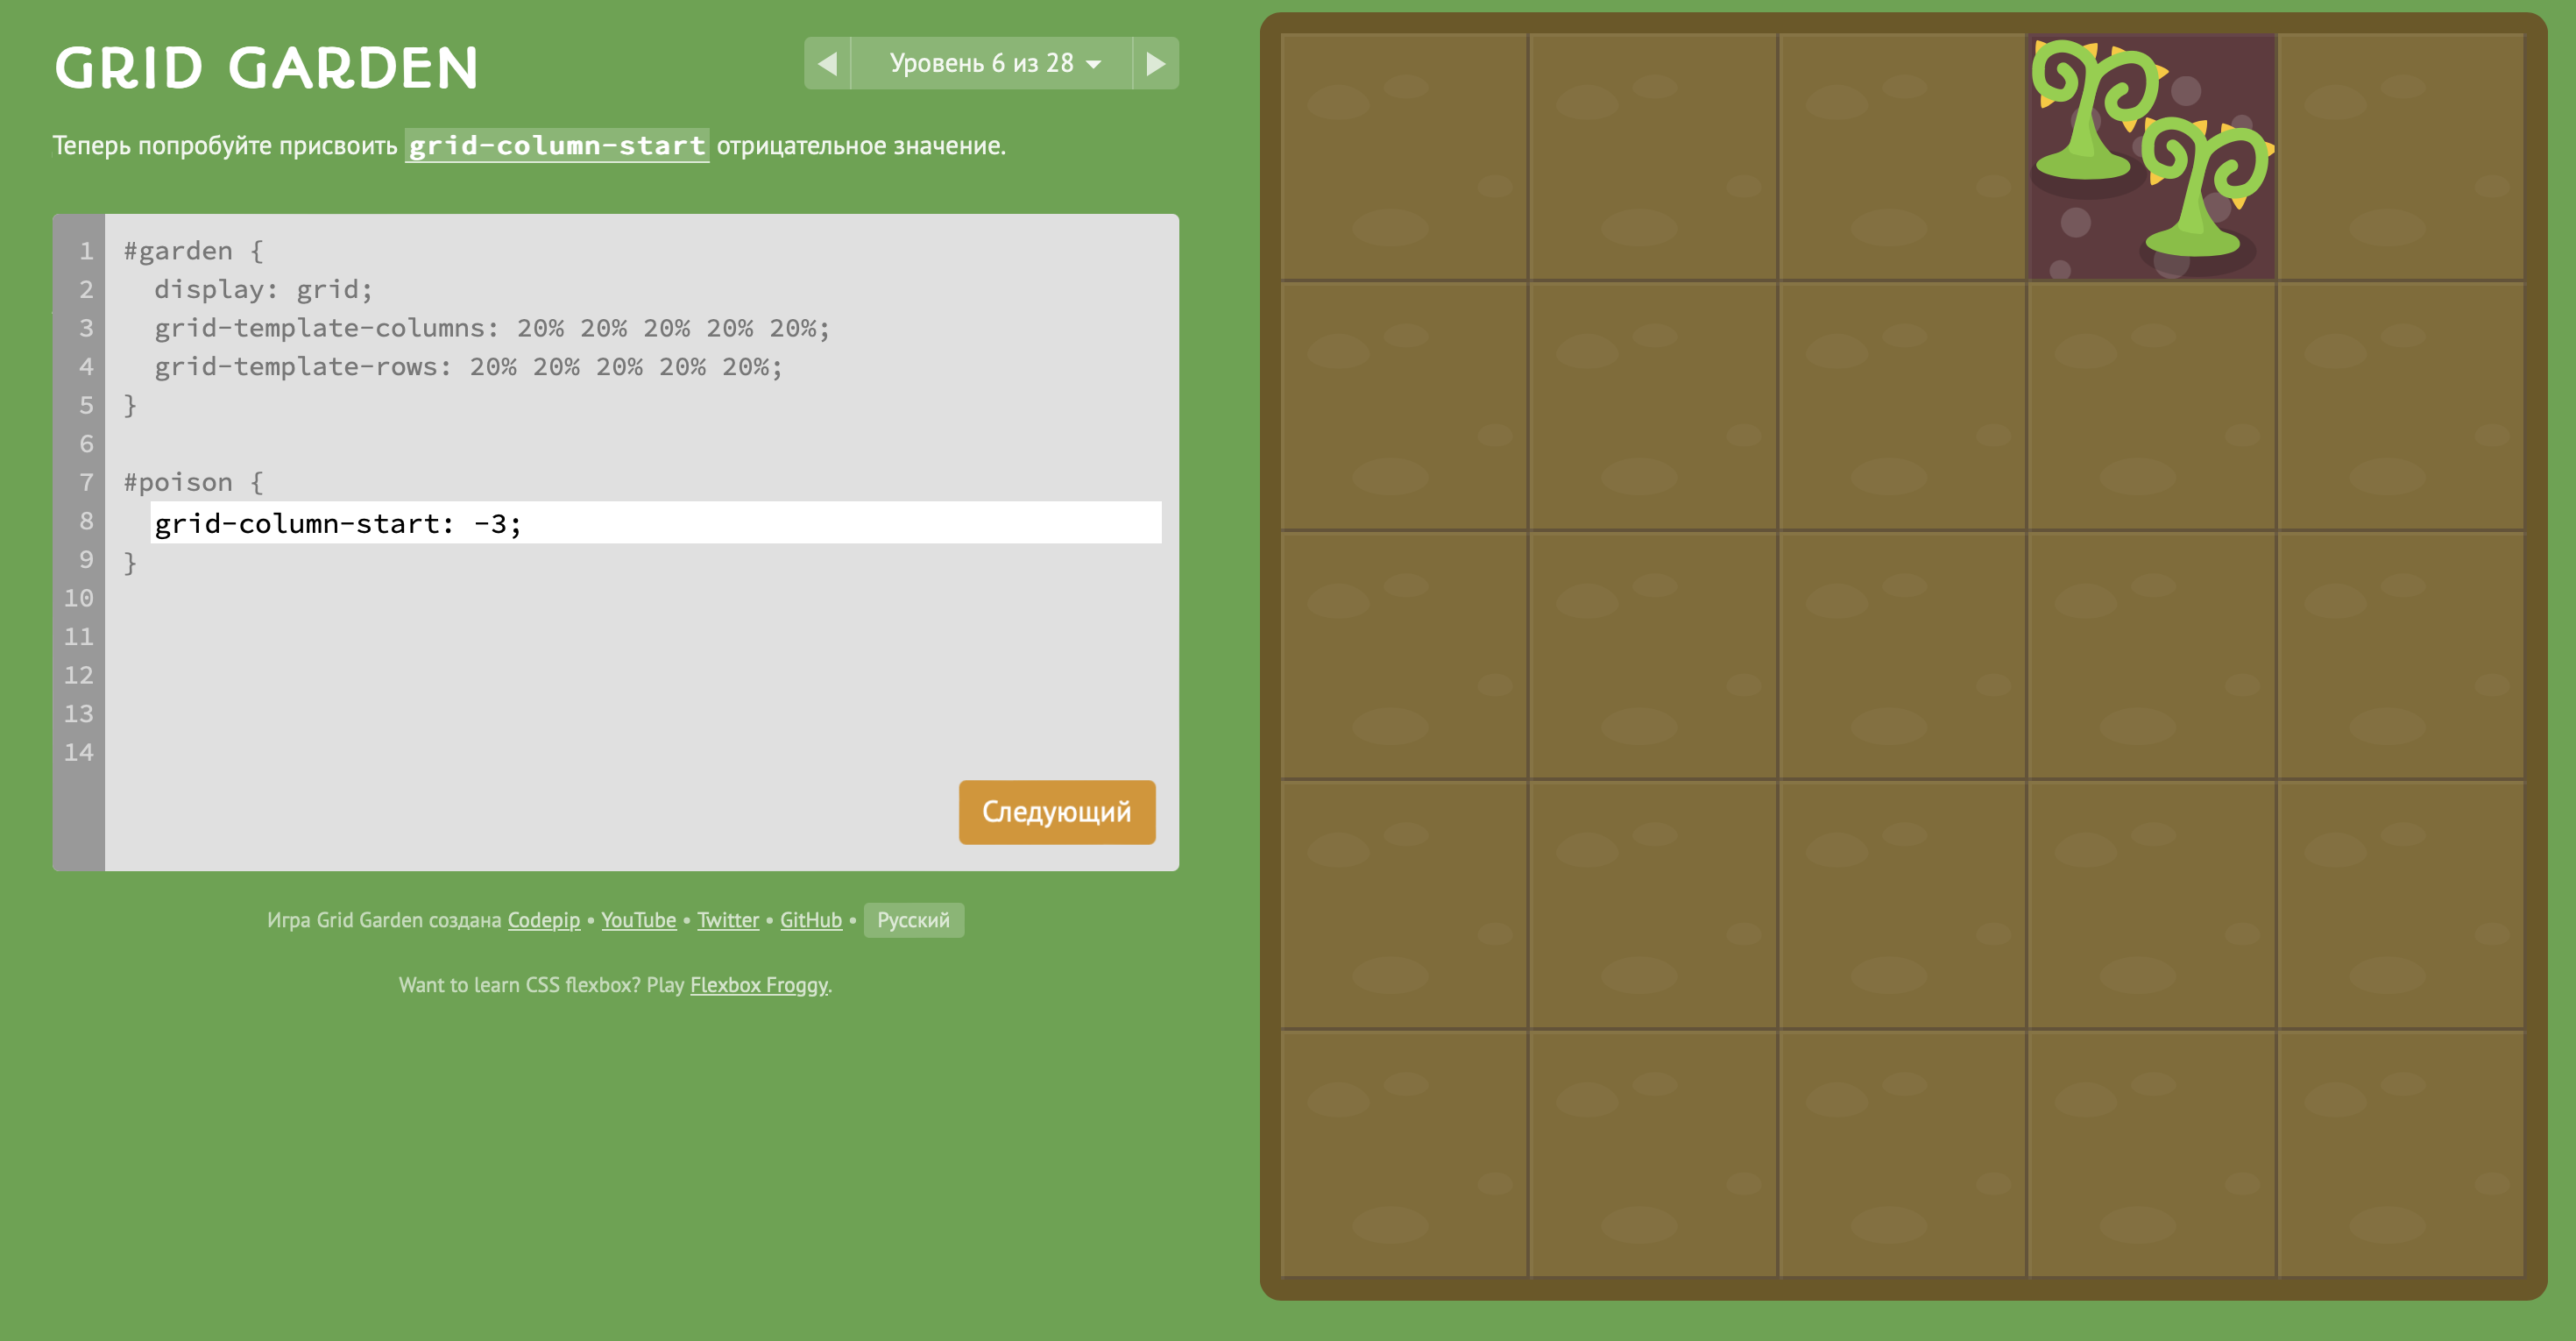 GRID GARDEN
Уровень 6 из 28
Теперь попробуйте присвоить grid-column-start отрицательное значение.
1 #garden {
2 display: grid;
3 grid-template-columns: 20% 20% 20% 20% 20%;
4 grid-template-rows: 20% 20% 20% 20% 20%;
5 }
6
7 #poison {
8 grid-column-start: -3;
9 }
10
11
12
13
14
Следующий
Игра Grid Garden создана Codepip • YouTube • Twitter • GitHub • Русский
Want to learn CSS flexbox? Play Flexbox Froggy.